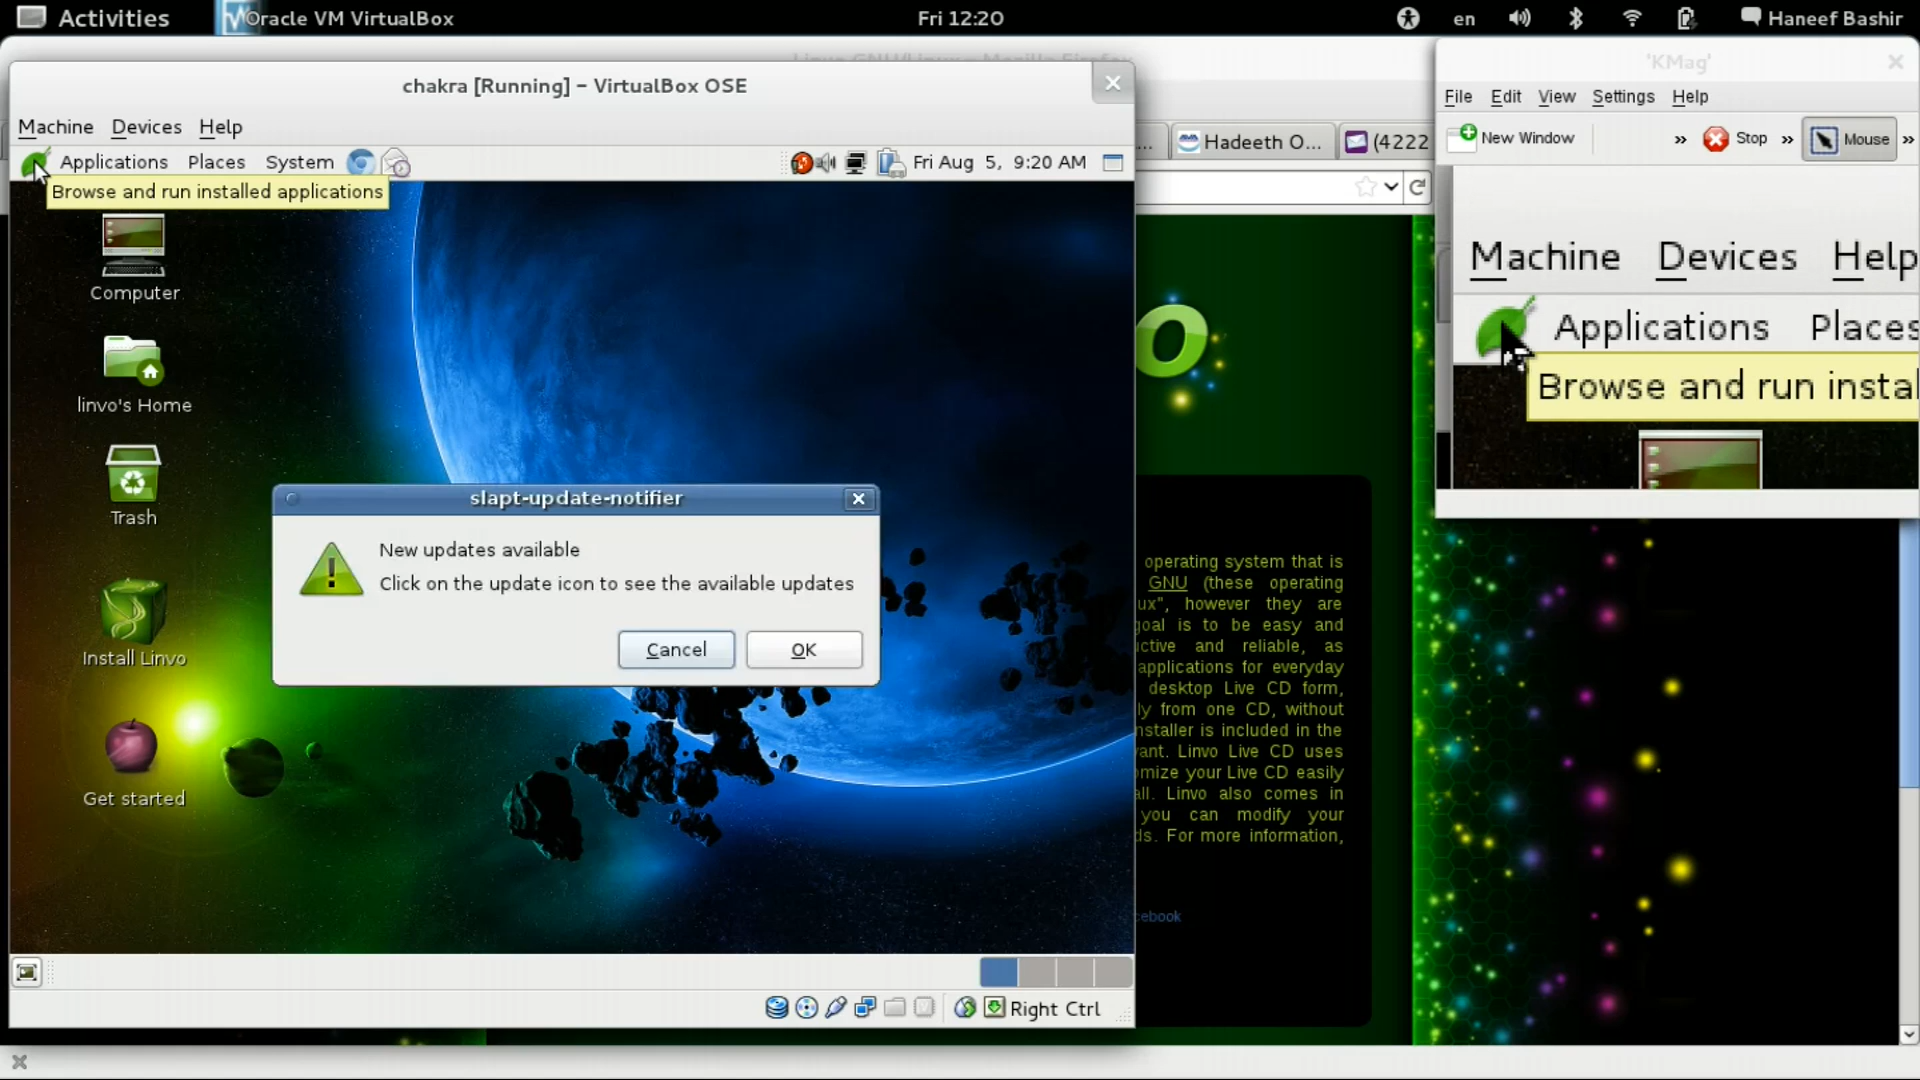 Activities
Oracle VM VirtualBox
Fri 12:20
en
Haneef Bashir
chakra [Running] – VirtualBox OSE
Machine Devices Help
Applications Places System
Fri Aug 5, 9:20 AM
Browse and run installed applications
Computer
linvo's Home
Trash
Install Linvo
Get started
slapt-update-notifier
New updates available
Click on the update icon to see the available updates
Cancel
OK
Right Ctrl
Hadeeth O...
(4222
o
operating system that is
GNU (these operating
ux", however they are
goal is to be easy and
uctive and reliable, as
applications for everyday
desktop Live CD form,
ly from one CD, without
nstaller is included in the
vant. Linvo Live CD uses
omize your Live CD easily
all. Linvo also comes in
you can modify your
ds. For more information,
cebook
'KMag'
File Edit View Settings Help
New Window » Stop » Mouse »
Machine Devices Help
Applications Places
Browse and run instal